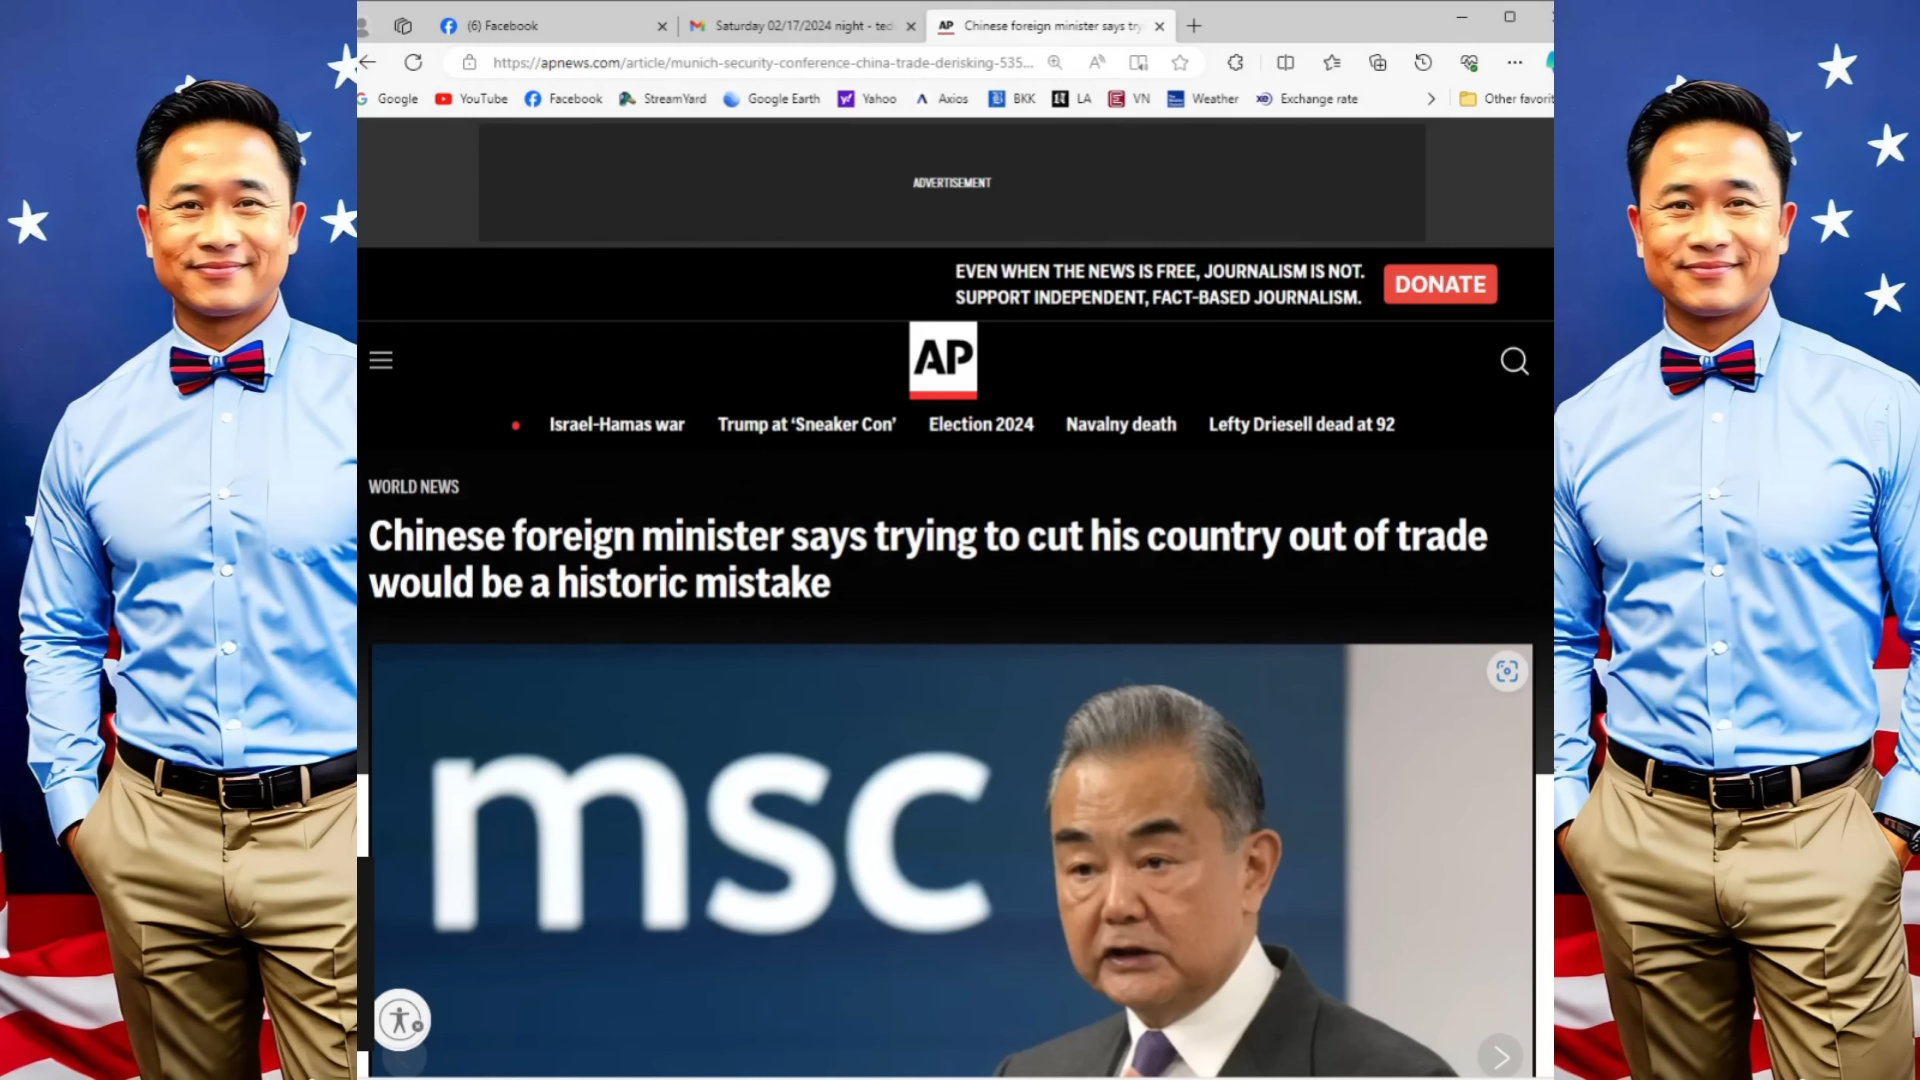 (6) Facebook
Saturday 02/17/2024 night - ted
AP Chinese foreign minister says try
https://apnews.com/article/munich-security-conference-china-trade-derisking-535...
Google YouTube Facebook StreamYard Google Earth Yahoo Axios BKK LA VN Weather Exchange rate Other favorit
ADVERTISEMENT
EVEN WHEN THE NEWS IS FREE, JOURNALISM IS NOT.
SUPPORT INDEPENDENT, FACT-BASED JOURNALISM.
DONATE
AP
Israel-Hamas war Trump at ‘Sneaker Con’ Election 2024 Navalny death Lefty Driesell dead at 92
WORLD NEWS
Chinese foreign minister says trying to cut his country out of trade
would be a historic mistake
msc